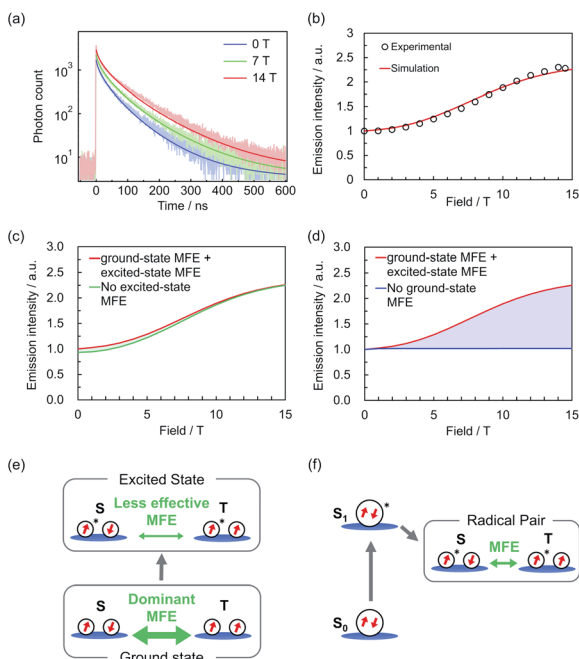 (a)
Photon count
10³
10²
10¹
0 T
7 T
14 T
0 100 200 300 400 500 600
Time / ns
(b)
Emission intensity / a.u.
3
2.5
2
1.5
1
0.5
0
Experimental
Simulation
0 5 10 15
Field / T
(c)
Emission intensity / a.u.
3.0
2.5
2.0
1.5
1.0
0.5
0.0
ground-state MFE +
excited-state MFE
No excited-state
MFE
0 5 10 15
Field / T
(d)
Emission intensity / a.u.
3.0
2.5
2.0
1.5
1.0
0.5
0.0
ground-state MFE +
excited-state MFE
No ground-state
MFE
0 5 10 15
Field / T
(e)
Excited State
S Less effective T
MFE
* *
S Dominant T
MFE
Ground state
(f)
S₁ *
Radical Pair
S MFE T
* *
S₀